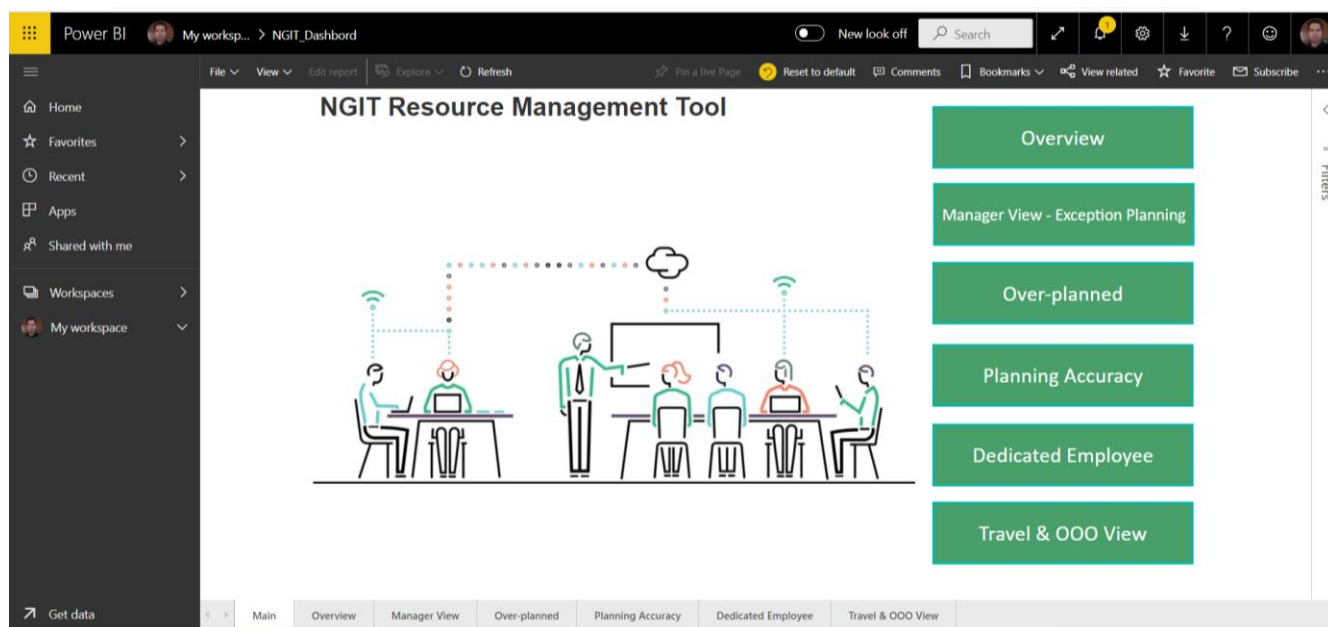 Power BI
My worksp... > NGIT_Dashbord
New look off
Search
1
?
File
View
Edit report
Explore
Refresh
Pin a live Page
Reset to default
Comments
Bookmarks
View related
Favorite
Subscribe
...
Home
Favorites
Recent
Apps
Shared with me
Workspaces
My workspace
Get data
NGIT Resource Management Tool
Overview
Manager View - Exception Planning
Over-planned
Planning Accuracy
Dedicated Employee
Travel & OOO View
Filters
Main
Overview
Manager View
Over-planned
Planning Accuracy
Dedicated Employee
Travel & OOO View